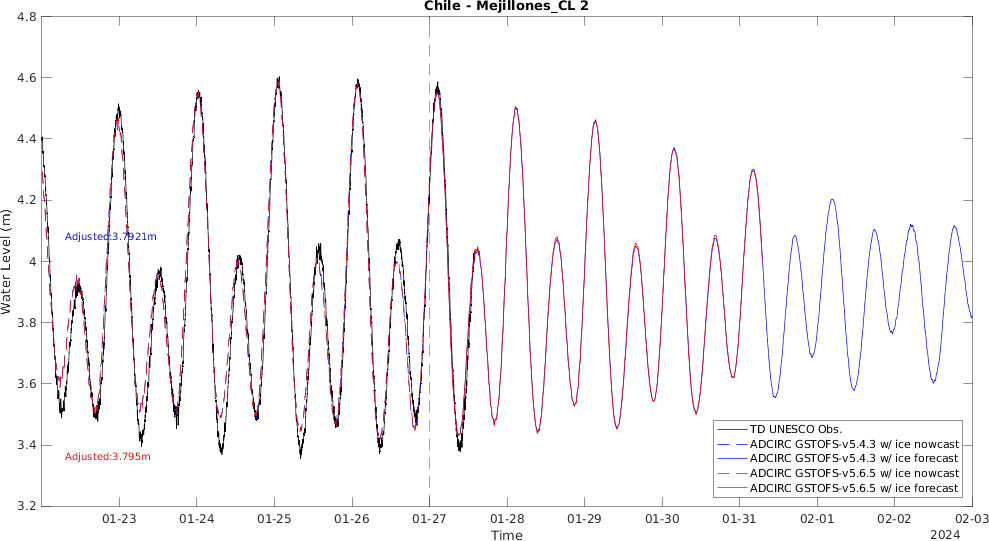 Chile - Mejillones_CL 2
4.8
4.6
4.4
4.2
4
3.8
3.6
3.4
3.2
Water Level (m)
Adjusted:3.7921m
Adjusted:3.795m
TD UNESCO Obs.
ADCIRC GSTOFS-v5.4.3 w/ ice nowcast
ADCIRC GSTOFS-v5.4.3 w/ ice forecast
ADCIRC GSTOFS-v5.6.5 w/ ice nowcast
ADCIRC GSTOFS-v5.6.5 w/ ice forecast
01-23 01-24 01-25 01-26 01-27 01-28 01-29 01-30 01-31 02-01 02-02 02-03
Time
2024